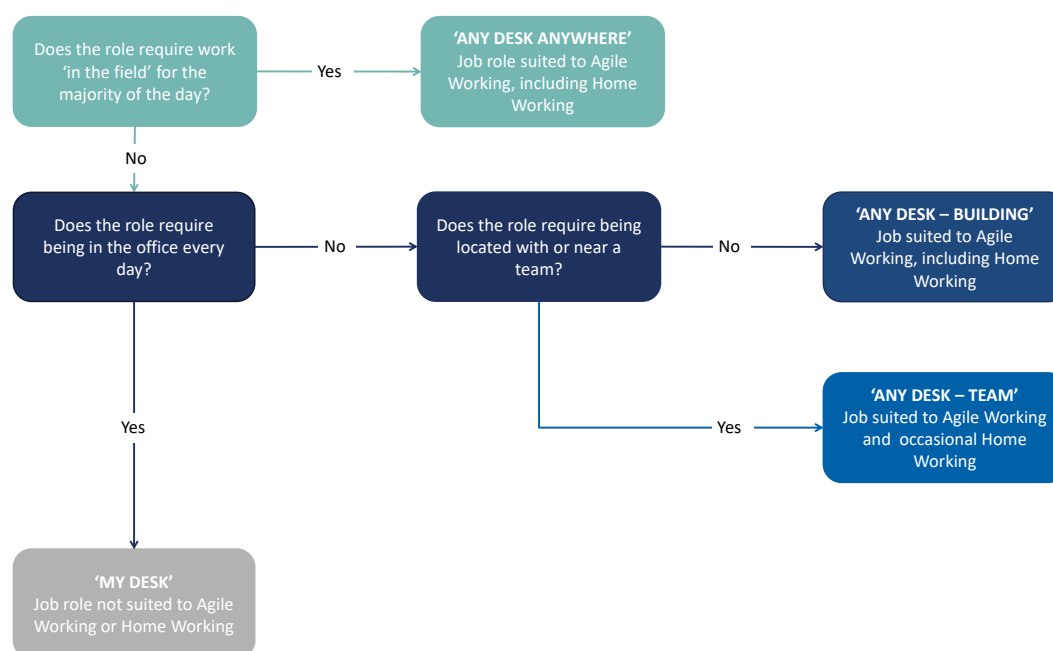 Does the role require work
‘in the field’ for the
majority of the day?
Yes
‘ANY DESK ANYWHERE’
Job role suited to Agile
Working, including Home
Working
No
Does the role require
being in the office every
day?
No
Does the role require being
located with or near a
team?
No
‘ANY DESK – BUILDING’
Job suited to Agile
Working, including Home
Working
Yes
‘ANY DESK – TEAM’
Job suited to Agile Working
and  occasional Home
Working
Yes
‘MY DESK’
Job role not suited to Agile
Working or Home Working